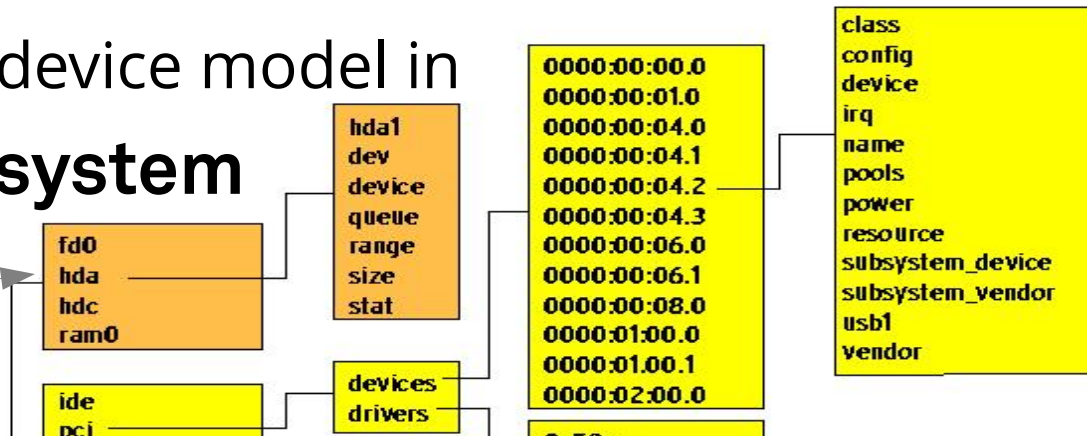 device model in
system
fd0
hda
hdc
ram0
ide
pci
hda1
dev
device
queue
range
size
stat
devices
drivers
0000:00:00.0
0000:00:01.0
0000:00:04.0
0000:00:04.1
0000:00:04.2
0000:00:04.3
0000:00:06.0
0000:00:06.1
0000:00:08.0
0000:01:00.0
0000:01.00.1
0000:02:00.0
class
config
device
irq
name
pools
power
resource
subsystem_device
subsystem_vendor
usb1
vendor